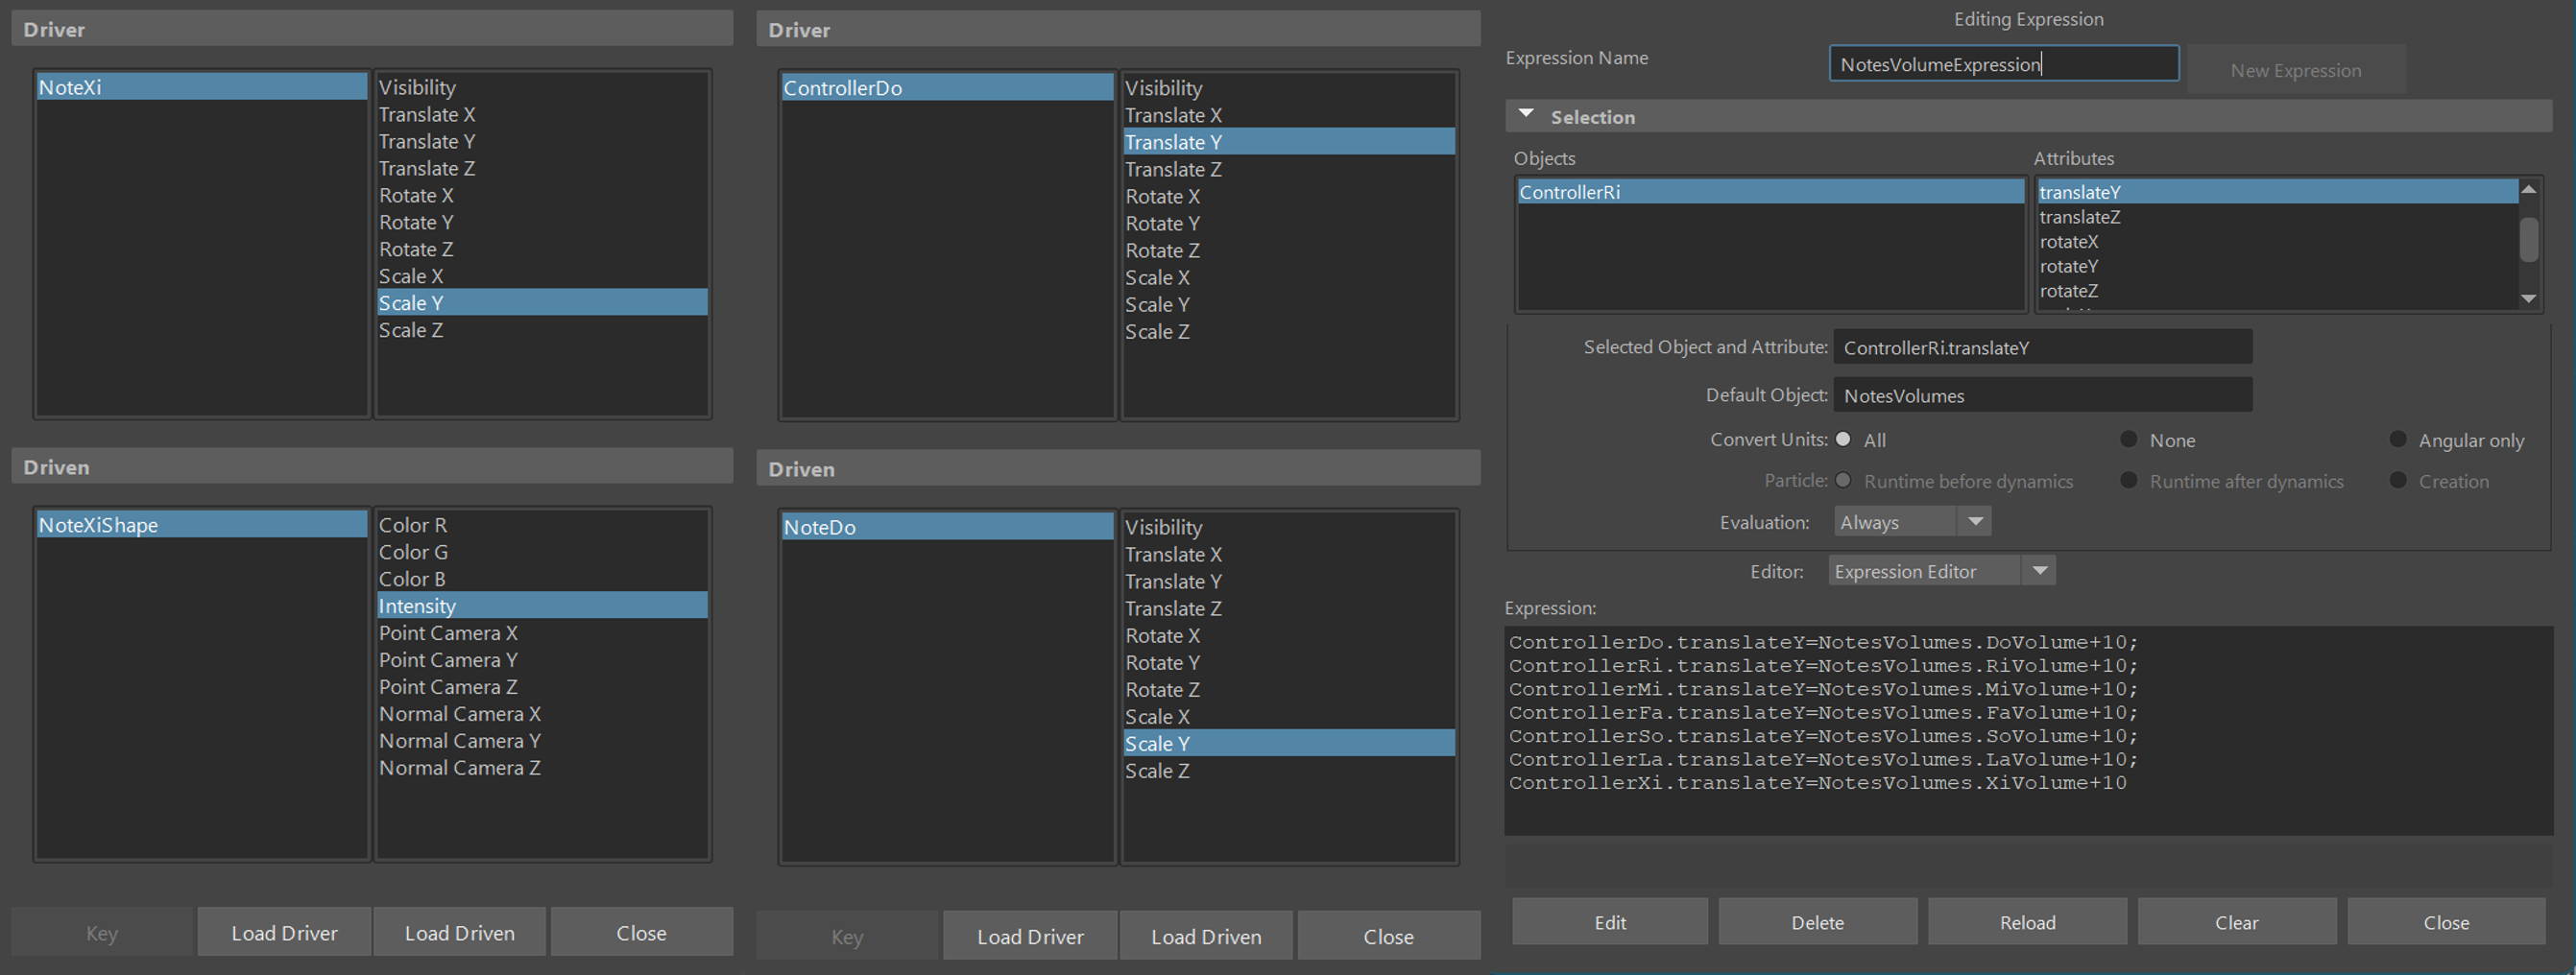 Driver
NoteXi
Visibility
Translate X
Translate Y
Translate Z
Rotate X
Rotate Y
Rotate Z
Scale X
Scale Y
Scale Z
Driven
NoteXiShape
Color R
Color G
Color B
Intensity
Point Camera X
Point Camera Y
Point Camera Z
Normal Camera X
Normal Camera Y
Normal Camera Z
Key
Load Driver
Load Driven
Close
Driver
ControllerDo
Visibility
Translate X
Translate Y
Translate Z
Rotate X
Rotate Y
Rotate Z
Scale X
Scale Y
Scale Z
Driven
NoteDo
Visibility
Translate X
Translate Y
Translate Z
Rotate X
Rotate Y
Rotate Z
Scale X
Scale Y
Scale Z
Key
Load Driver
Load Driven
Close
Editing Expression
Expression Name
NotesVolumeExpression
New Expression
Selection
Objects
Attributes
ControllerRi
translateY
translateZ
rotateX
rotateY
rotateZ
Selected Object and Attribute: ControllerRi.translateY
Default Object: NotesVolumes
Convert Units: All None Angular only
Particle: Runtime before dynamics Runtime after dynamics Creation
Evaluation: Always
Editor: Expression Editor
Expression:
ControllerDo.translateY=NotesVolumes.DoVolume+10;
ControllerRi.translateY=NotesVolumes.RiVolume+10;
ControllerMi.translateY=NotesVolumes.MiVolume+10;
ControllerFa.translateY=NotesVolumes.FaVolume+10;
ControllerSo.translateY=NotesVolumes.SoVolume+10;
ControllerLa.translateY=NotesVolumes.LaVolume+10;
ControllerXi.translateY=NotesVolumes.XiVolume+10
Edit
Delete
Reload
Clear
Close